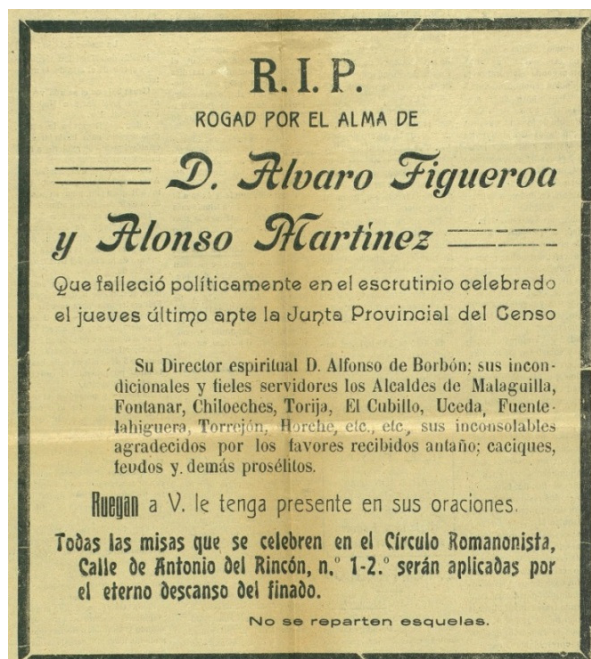 R. I. P.
ROGAD POR EL ALMA DE
D. Alvaro Figueroa
y Alonso Martínez
Que falleció políticamente en el escrutinio celebrado
el jueves último ante la Junta Provincial del Censo
Su Director espiritual D. Alfonso de Borbón; sus incon-
dicionales y fieles servidores los Alcaldes de Malaguilla,
Fontanar, Chiloeches, Torija, El Cubillo, Uceda, Fuente-
lahiguera, Torrejón, Horche, etc., etc, sus inconsolables
agradecidos por los favores recibidos antaño; caciques,
feudos y. demás prosélitos.
Ruegan a V. le tenga presente en sus oraciones.
Todas las misas que se celebren en el Círculo Romanonista,
Calle de Antonio del Rincón, n.º 1-2.º serán aplicadas por
el eterno descanso del finado.
No se reparten esquelas.